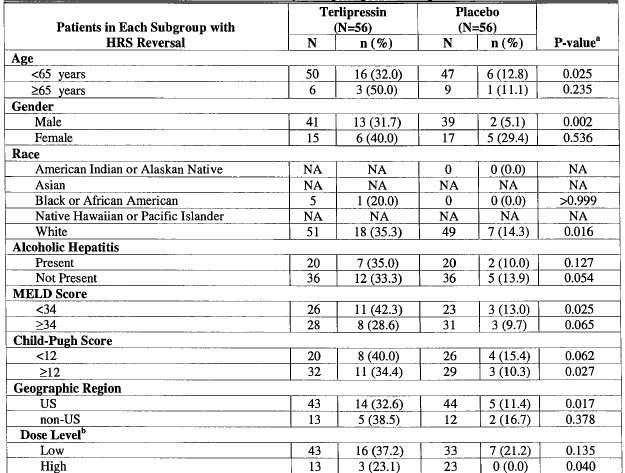 Terlipressin Placebo
Patients in Each Subgroup with (N=56) (N=56)
HRS Reversal N n (%) N n (%) P-valueᵃ
Age
<65 years 50 16 (32.0) 47 6 (12.8) 0.025
≥65 years 6 3 (50.0) 9 1 (11.1) 0.235
Gender
Male 41 13 (31.7) 39 2 (5.1) 0.002
Female 15 6 (40.0) 17 5 (29.4) 0.536
Race
American Indian or Alaskan Native NA NA 0 0 (0.0) NA
Asian NA NA NA NA NA
Black or African American 5 1 (20.0) 0 0 (0.0) >0.999
Native Hawaiian or Pacific Islander NA NA NA NA NA
White 51 18 (35.3) 49 7 (14.3) 0.016
Alcoholic Hepatitis
Present 20 7 (35.0) 20 2 (10.0) 0.127
Not Present 36 12 (33.3) 36 5 (13.9) 0.054
MELD Score
<34 26 11 (42.3) 23 3 (13.0) 0.025
≥34 28 8 (28.6) 31 3 (9.7) 0.065
Child-Pugh Score
<12 20 8 (40.0) 26 4 (15.4) 0.062
≥12 32 11 (34.4) 29 3 (10.3) 0.027
Geographic Region
US 43 14 (32.6) 44 5 (11.4) 0.017
non-US 13 5 (38.5) 12 2 (16.7) 0.378
Dose Levelᵇ
Low 43 16 (37.2) 33 7 (21.2) 0.135
High 13 3 (23.1) 23 0 (0.0) 0.040